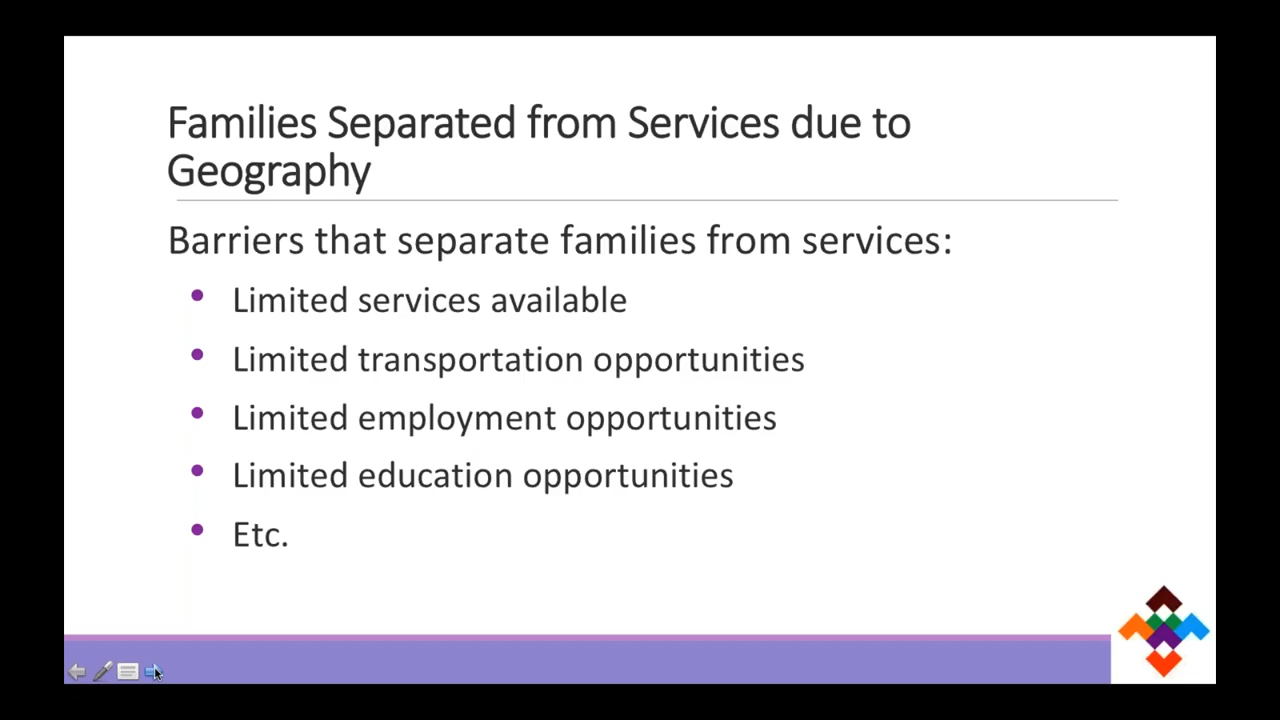 Families Separated from Services due to
Geography
Barriers that separate families from services:
• Limited services available
• Limited transportation opportunities
• Limited employment opportunities
• Limited education opportunities
• Etc.